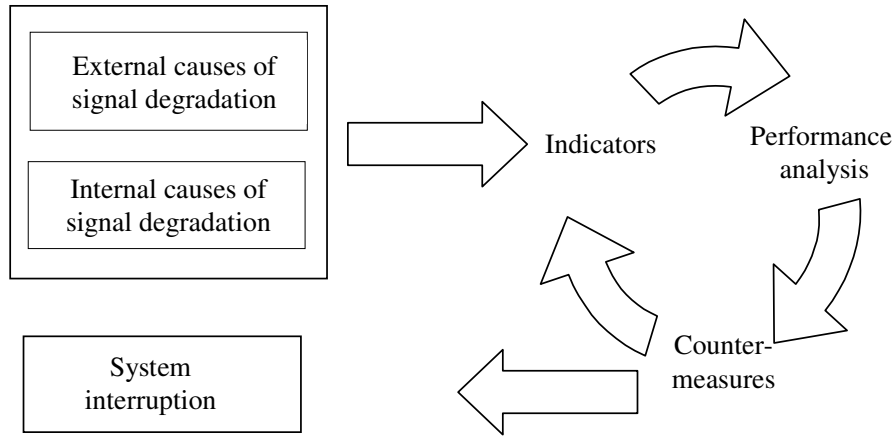 External causes of
signal degradation
Internal causes of
signal degradation
Indicators
Performance
analysis
Counter-
measures
System
interruption